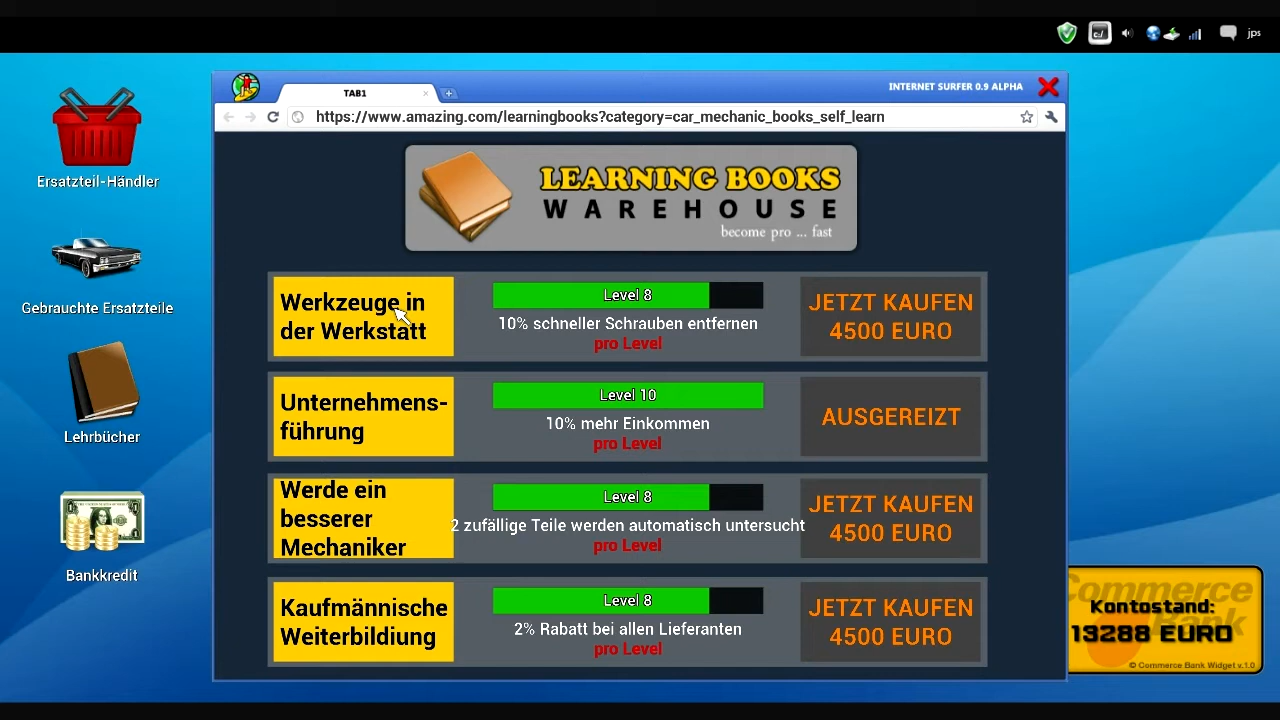 jps
TAB1
INTERNET SURFER 0.9 ALPHA
https://www.amazing.com/learningbooks?category=car_mechanic_books_self_learn
LEARNING BOOKS
WAREHOUSE
become pro ... fast
Ersatzteil-Händler
Gebrauchte Ersatzteile
Lehrbücher
Bankkredit
Werkzeuge in
der Werkstatt
Level 8
10% schneller Schrauben entfernen
pro Level
JETZT KAUFEN
4500 EURO
Unternehmens-
führung
Level 10
10% mehr Einkommen
pro Level
AUSGEREIZT
Werde ein
besserer
Mechaniker
Level 8
2 zufällige Teile werden automatisch untersucht
pro Level
JETZT KAUFEN
4500 EURO
Kaufmännische
Weiterbildiung
Level 8
2% Rabatt bei allen Lieferanten
pro Level
JETZT KAUFEN
4500 EURO
Commerce
Bank
Kontostand:
13288 EURO
© Commerce Bank Widget v.1.0